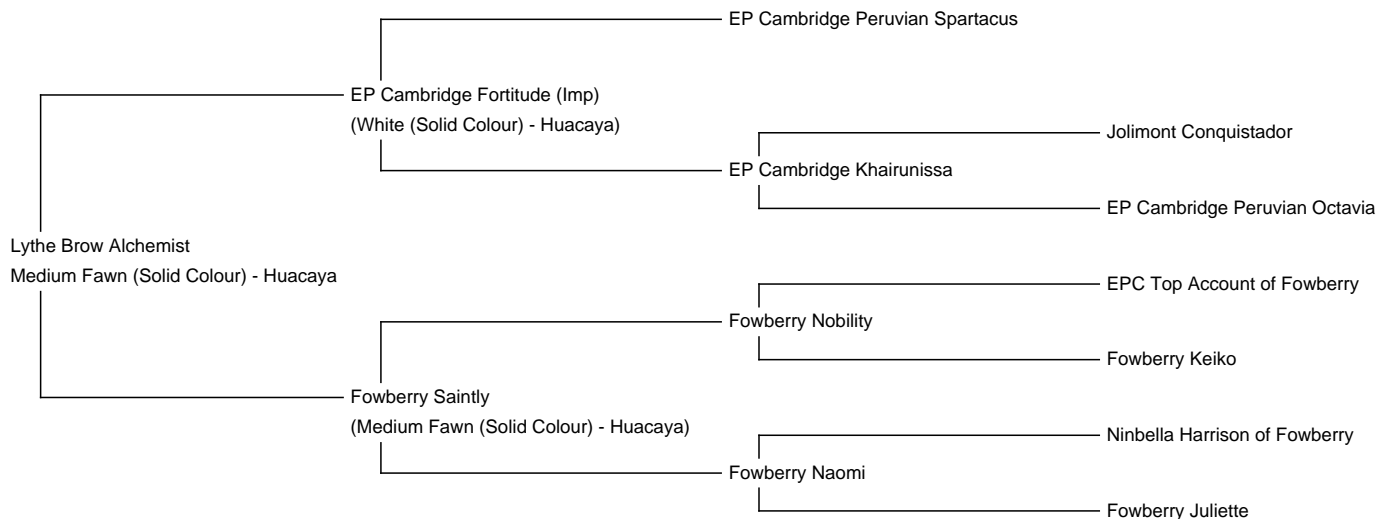 EP Cambridge Peruvian Spartacus
EP Cambridge Fortitude (Imp)
(White (Solid Colour) - Huacaya)
Jolimont Conquistador
EP Cambridge Khairunissa
EP Cambridge Peruvian Octavia
Lythe Brow Alchemist
Medium Fawn (Solid Colour) - Huacaya
EPC Top Account of Fowberry
Fowberry Nobility
Fowberry Keiko
Fowberry Saintly
(Medium Fawn (Solid Colour) - Huacaya)
Ninbella Harrison of Fowberry
Fowberry Naomi
Fowberry Juliette